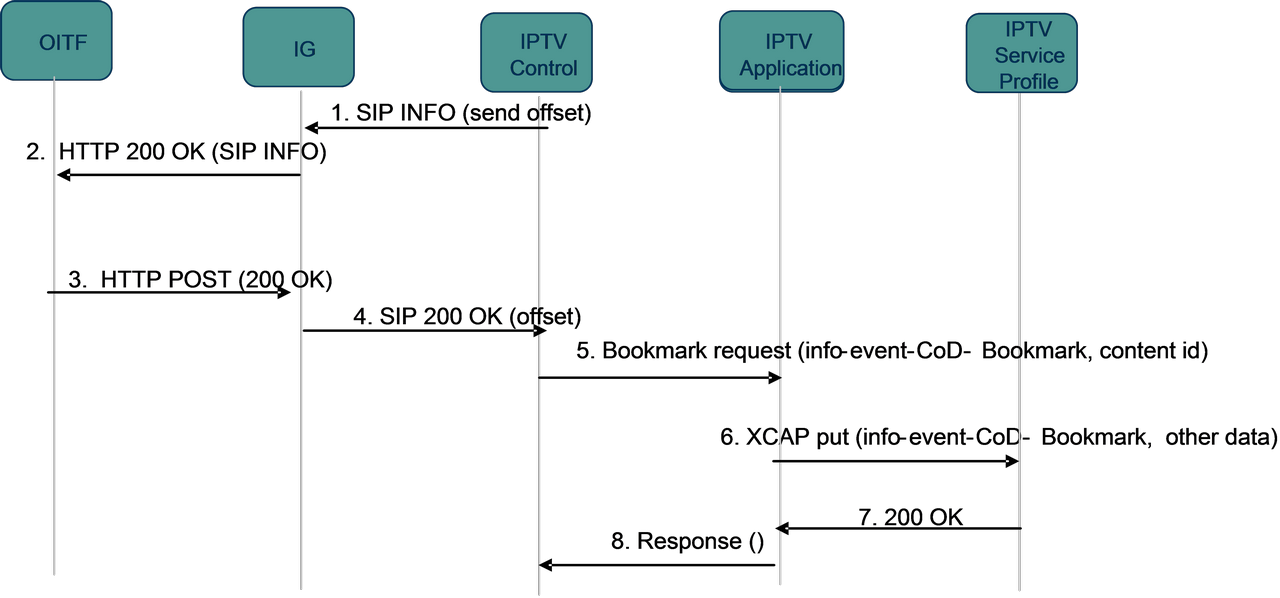 OITF
IG
IPTV
Control
IPTV
Application
IPTV
Service
Profile
1. SIP INFO (send offset)
2. HTTP 200 OK (SIP INFO)
3. HTTP POST (200 OK)
4. SIP 200 OK (offset)
5. Bookmark request (info-event-CoD- Bookmark, content id)
6. XCAP put (info-event-CoD- Bookmark, other data)
7. 200 OK
8. Response ()